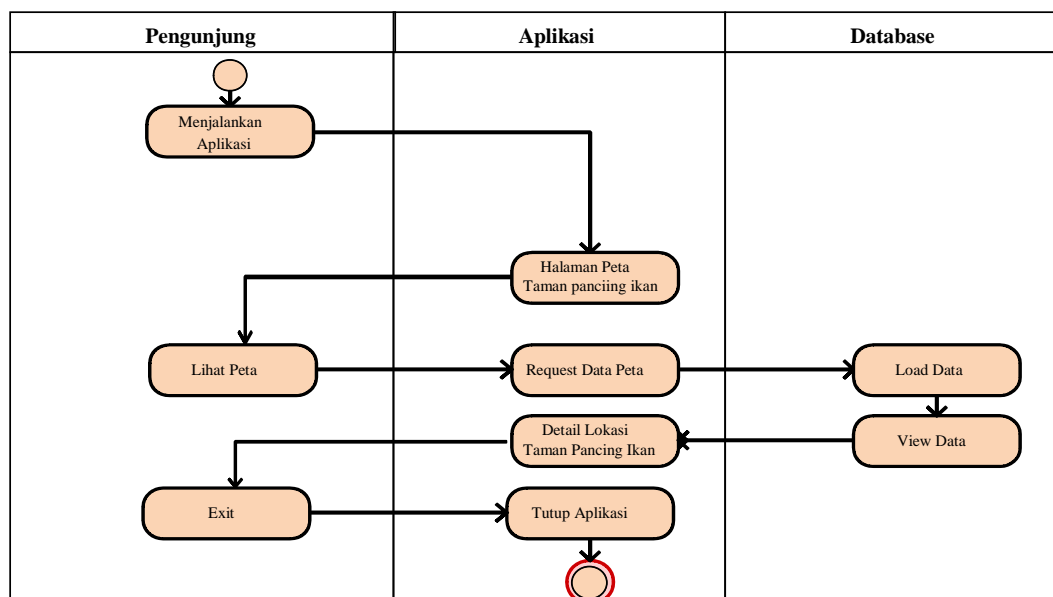 Pengunjung
Aplikasi
Database
Menjalankan
Aplikasi
Halaman Peta
Taman panciing ikan
Lihat Peta
Request Data Peta
Load Data
Detail Lokasi
Taman Pancing Ikan
View Data
Exit
Tutup Aplikasi